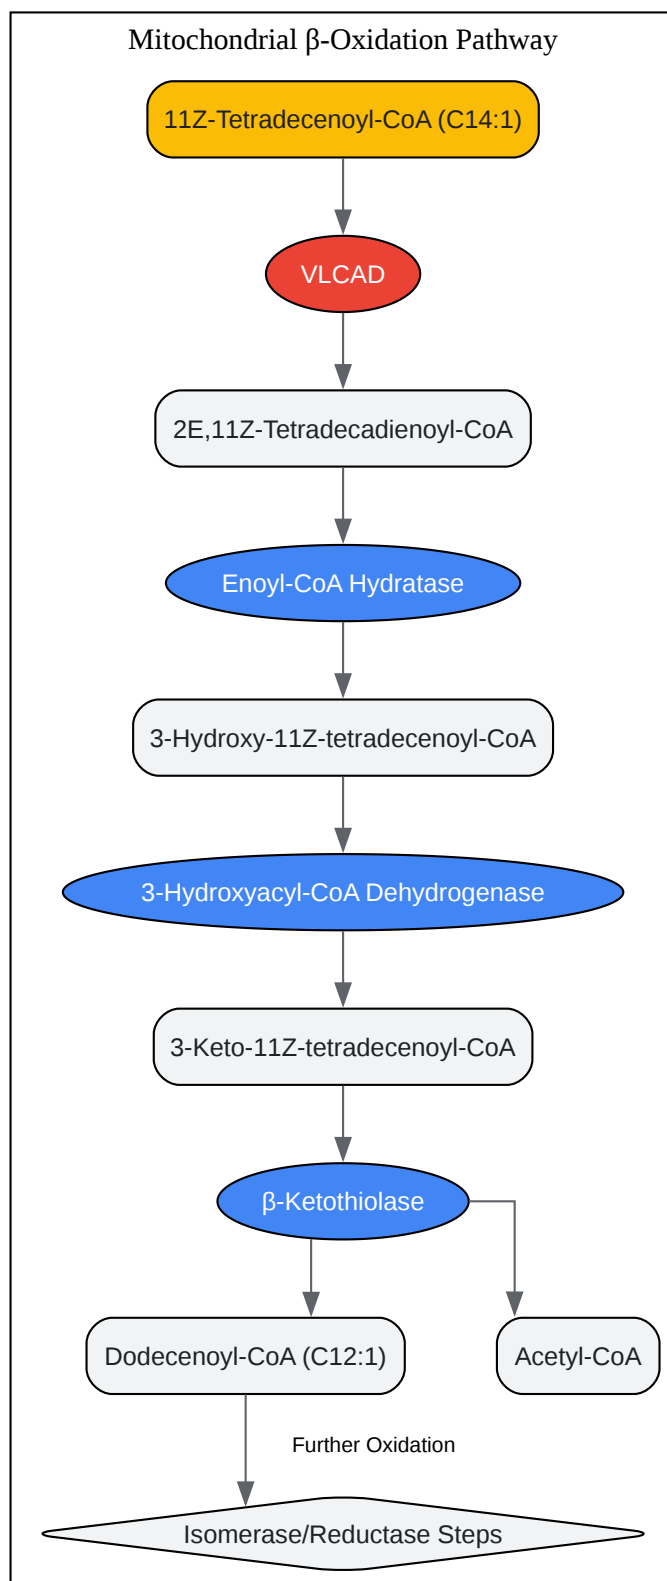 Mitochondrial β-Oxidation Pathway
11Z-Tetradecenoyl-CoA (C14:1)
VLCAD
2E,11Z-Tetradecadienoyl-CoA
Enoyl-CoA Hydratase
3-Hydroxy-11Z-tetradecenoyl-CoA
3-Hydroxyacyl-CoA Dehydrogenase
3-Keto-11Z-tetradecenoyl-CoA
β-Ketothiolase
Dodecenoyl-CoA (C12:1)
Acetyl-CoA
Further Oxidation
Isomerase/Reductase Steps